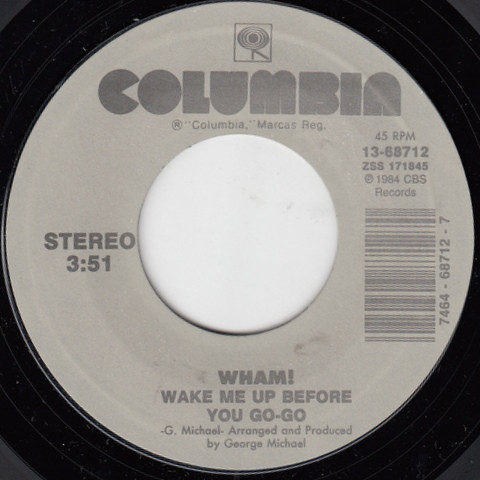 COLUMBIA
® "Columbia," Marcas Reg.
45 RPM
13-68712
ZSS 171845
℗ 1984 CBS
Records
STEREO
3:51
7464-68712-7
WHAM!
WAKE ME UP BEFORE
YOU GO-GO
-G. Michael- Arranged and Produced
by George Michael